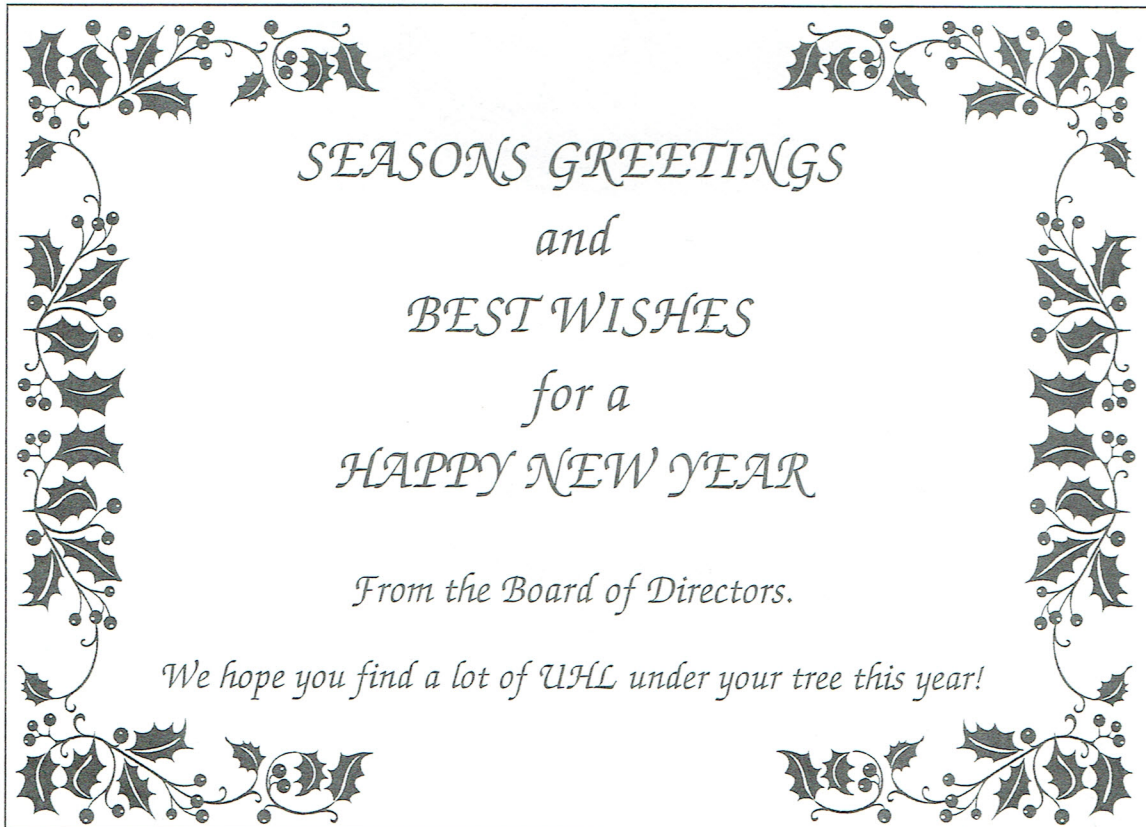 SEASONS GREETINGS
and
BEST WISHES
for a
HAPPY NEW YEAR
From the Board of Directors.
We hope you find a lot of UHL under your tree this year!